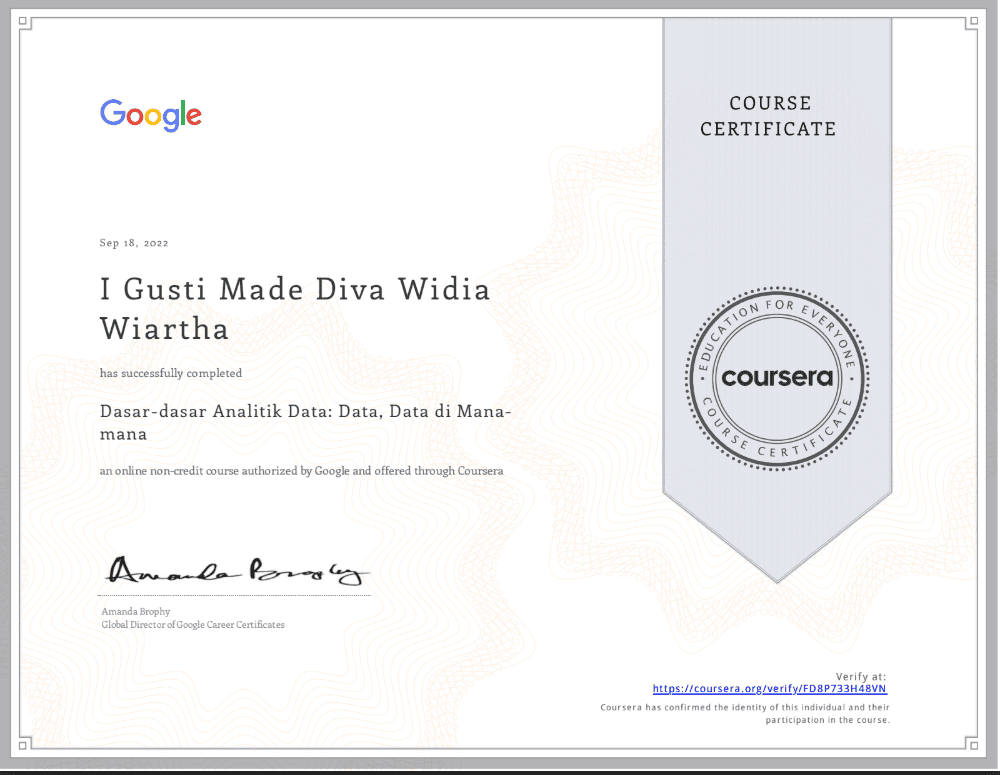 Google
COURSE
CERTIFICATE
Sep 18, 2022
I Gusti Made Diva Widia
Wiartha
has successfully completed
Dasar-dasar Analitik Data: Data, Data di Mana-
mana
an online non-credit course authorized by Google and offered through Coursera
EDUCATION FOR EVERYONE
coursera
COURSE CERTIFICATE
Amanda Brophy
Amanda Brophy
Global Director of Google Career Certificates
Verify at:
https://coursera.org/verify/FD8P733H48VN
Coursera has confirmed the identity of this individual and their
participation in the course.